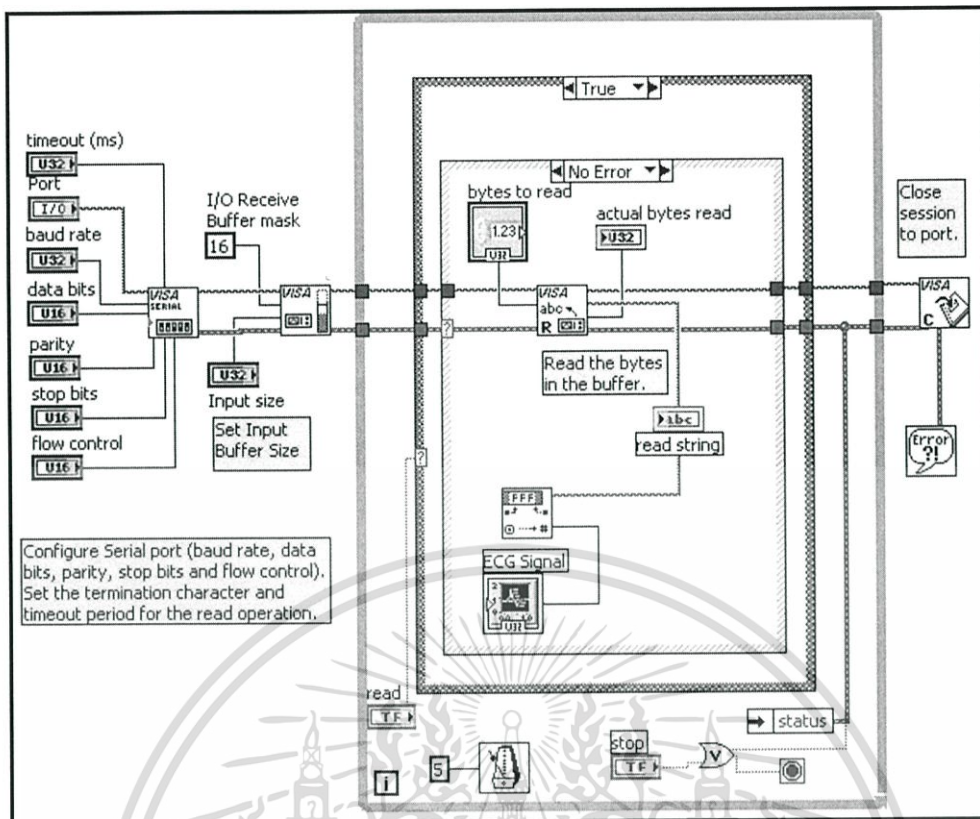 True
timeout (ms)
U32
Port
I/O
baud rate
U32
data bits
U16
parity
U16
stop bits
U16
flow control
U16
VISA
SERIAL
I/O Receive
Buffer mask
16
VISA
U32
Input size
Set Input
Buffer Size
No Error
bytes to read
1.23
U32
actual bytes read
U32
VISA
abc
R
Read the bytes
in the buffer.
abc
read string
FFF
ECG Signal
U32
?
?
Close
session
to port.
VISA
C
Error
?!
Configure Serial port (baud rate, data
bits, parity, stop bits and flow control).
Set the termination character and
timeout period for the read operation.
read
TF
i
5
stop
TF
V
status